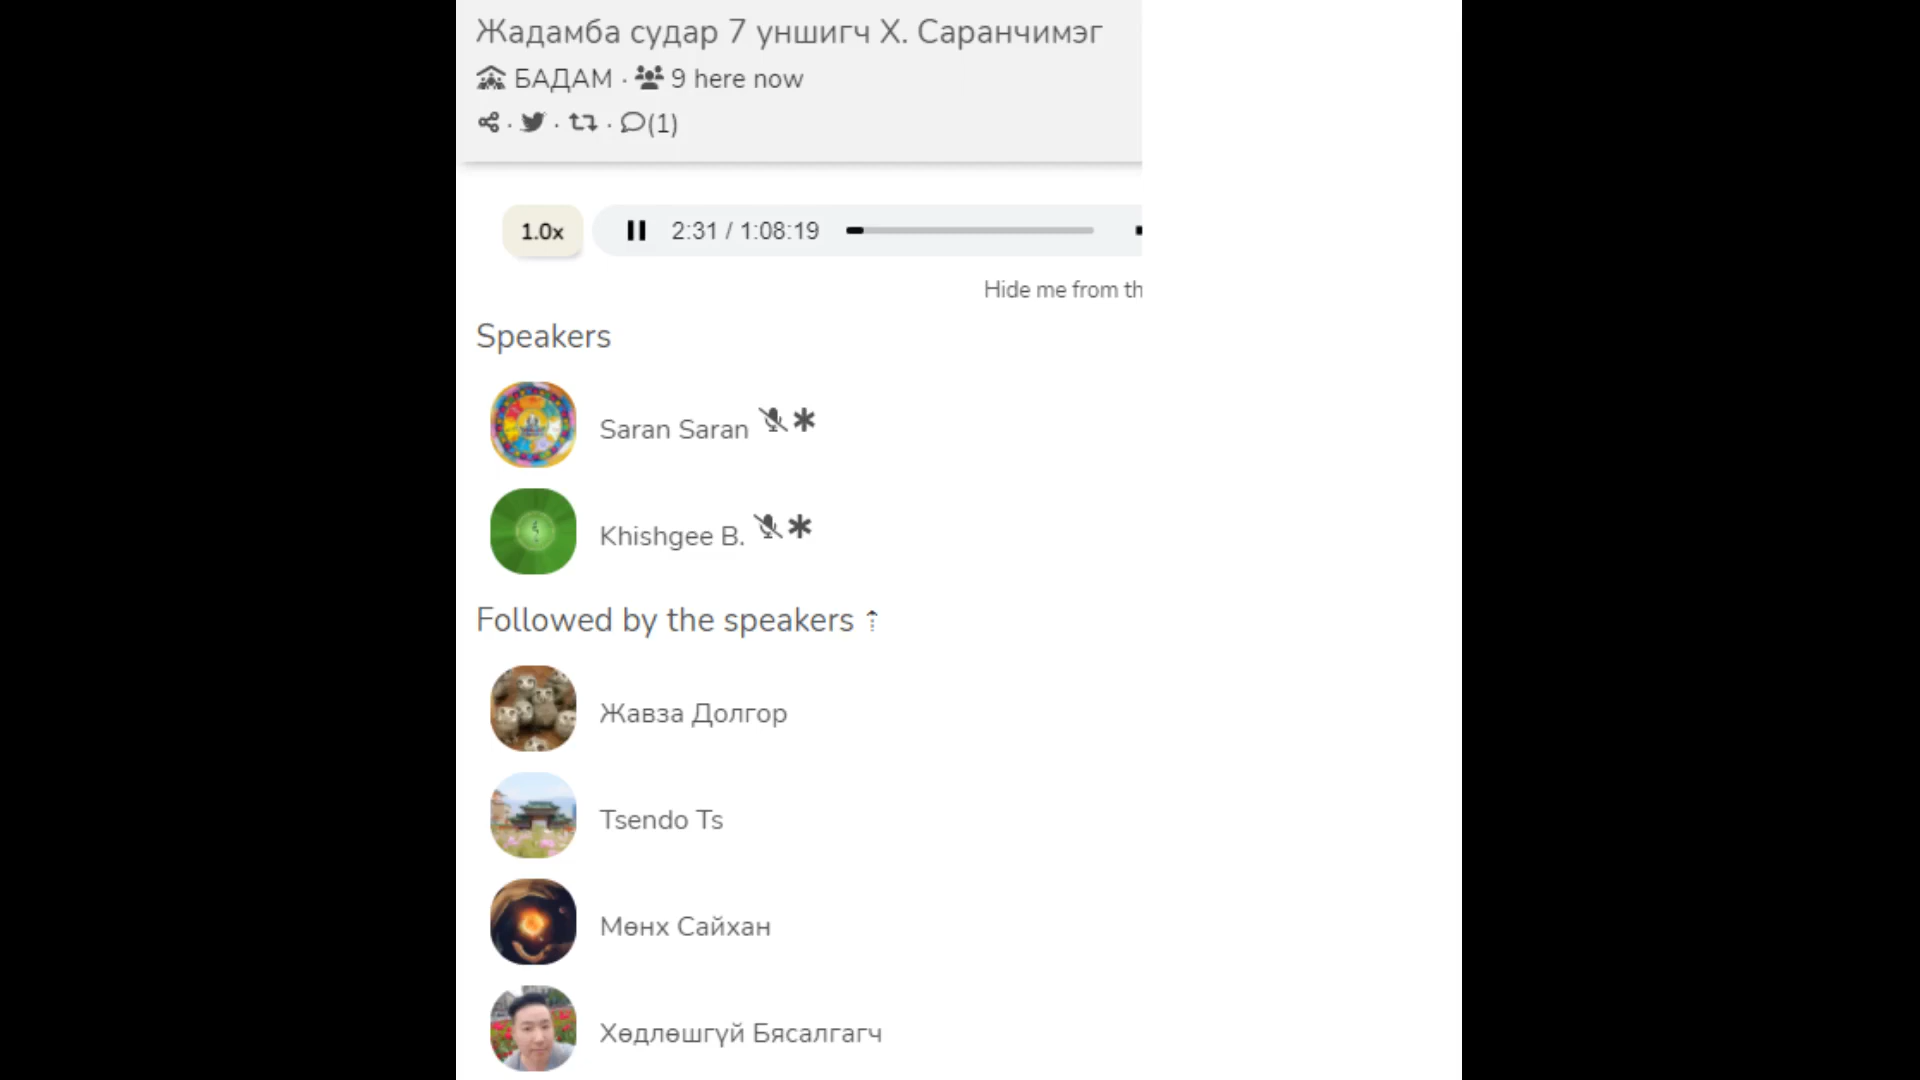 Жадамба судар 7 уншигч Х. Саранчимэг
БАДАМ · 9 here now
· · · (1)
1.0x 2:31 / 1:08:19
Hide me from th
Speakers
Saran Saran
Khishgee B.
Followed by the speakers
Жавза Долгор
Tsendo Ts
Мөнх Сайхан
Хөдлөшгүй Бясалгагч